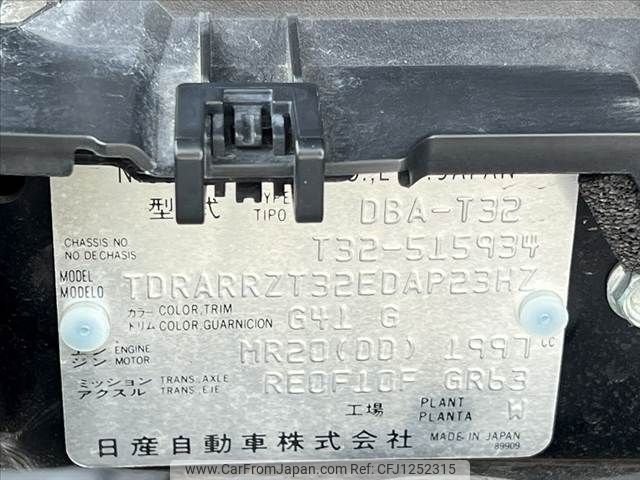 JAPAN
型式 TYPE TIPO DBA-T32
CHASSIS NO NO DECHASIS T32-515934
MODEL MODELO TDRARRZT32EDAP23HZ
カラー COLOR,TRIM
トリム COLOR,GUARNICION G41 G
エンジン ENGINE MOTOR MR20(DD) 1997 CC
ミッション TRANS.AXLE
アクスル TRANS.EJE RE0F10F GR63
工場 PLANT PLANTA W
日産自動車株式会社 MADE IN JAPAN
89909
www.CarFromJapan.com - CFJ1252315